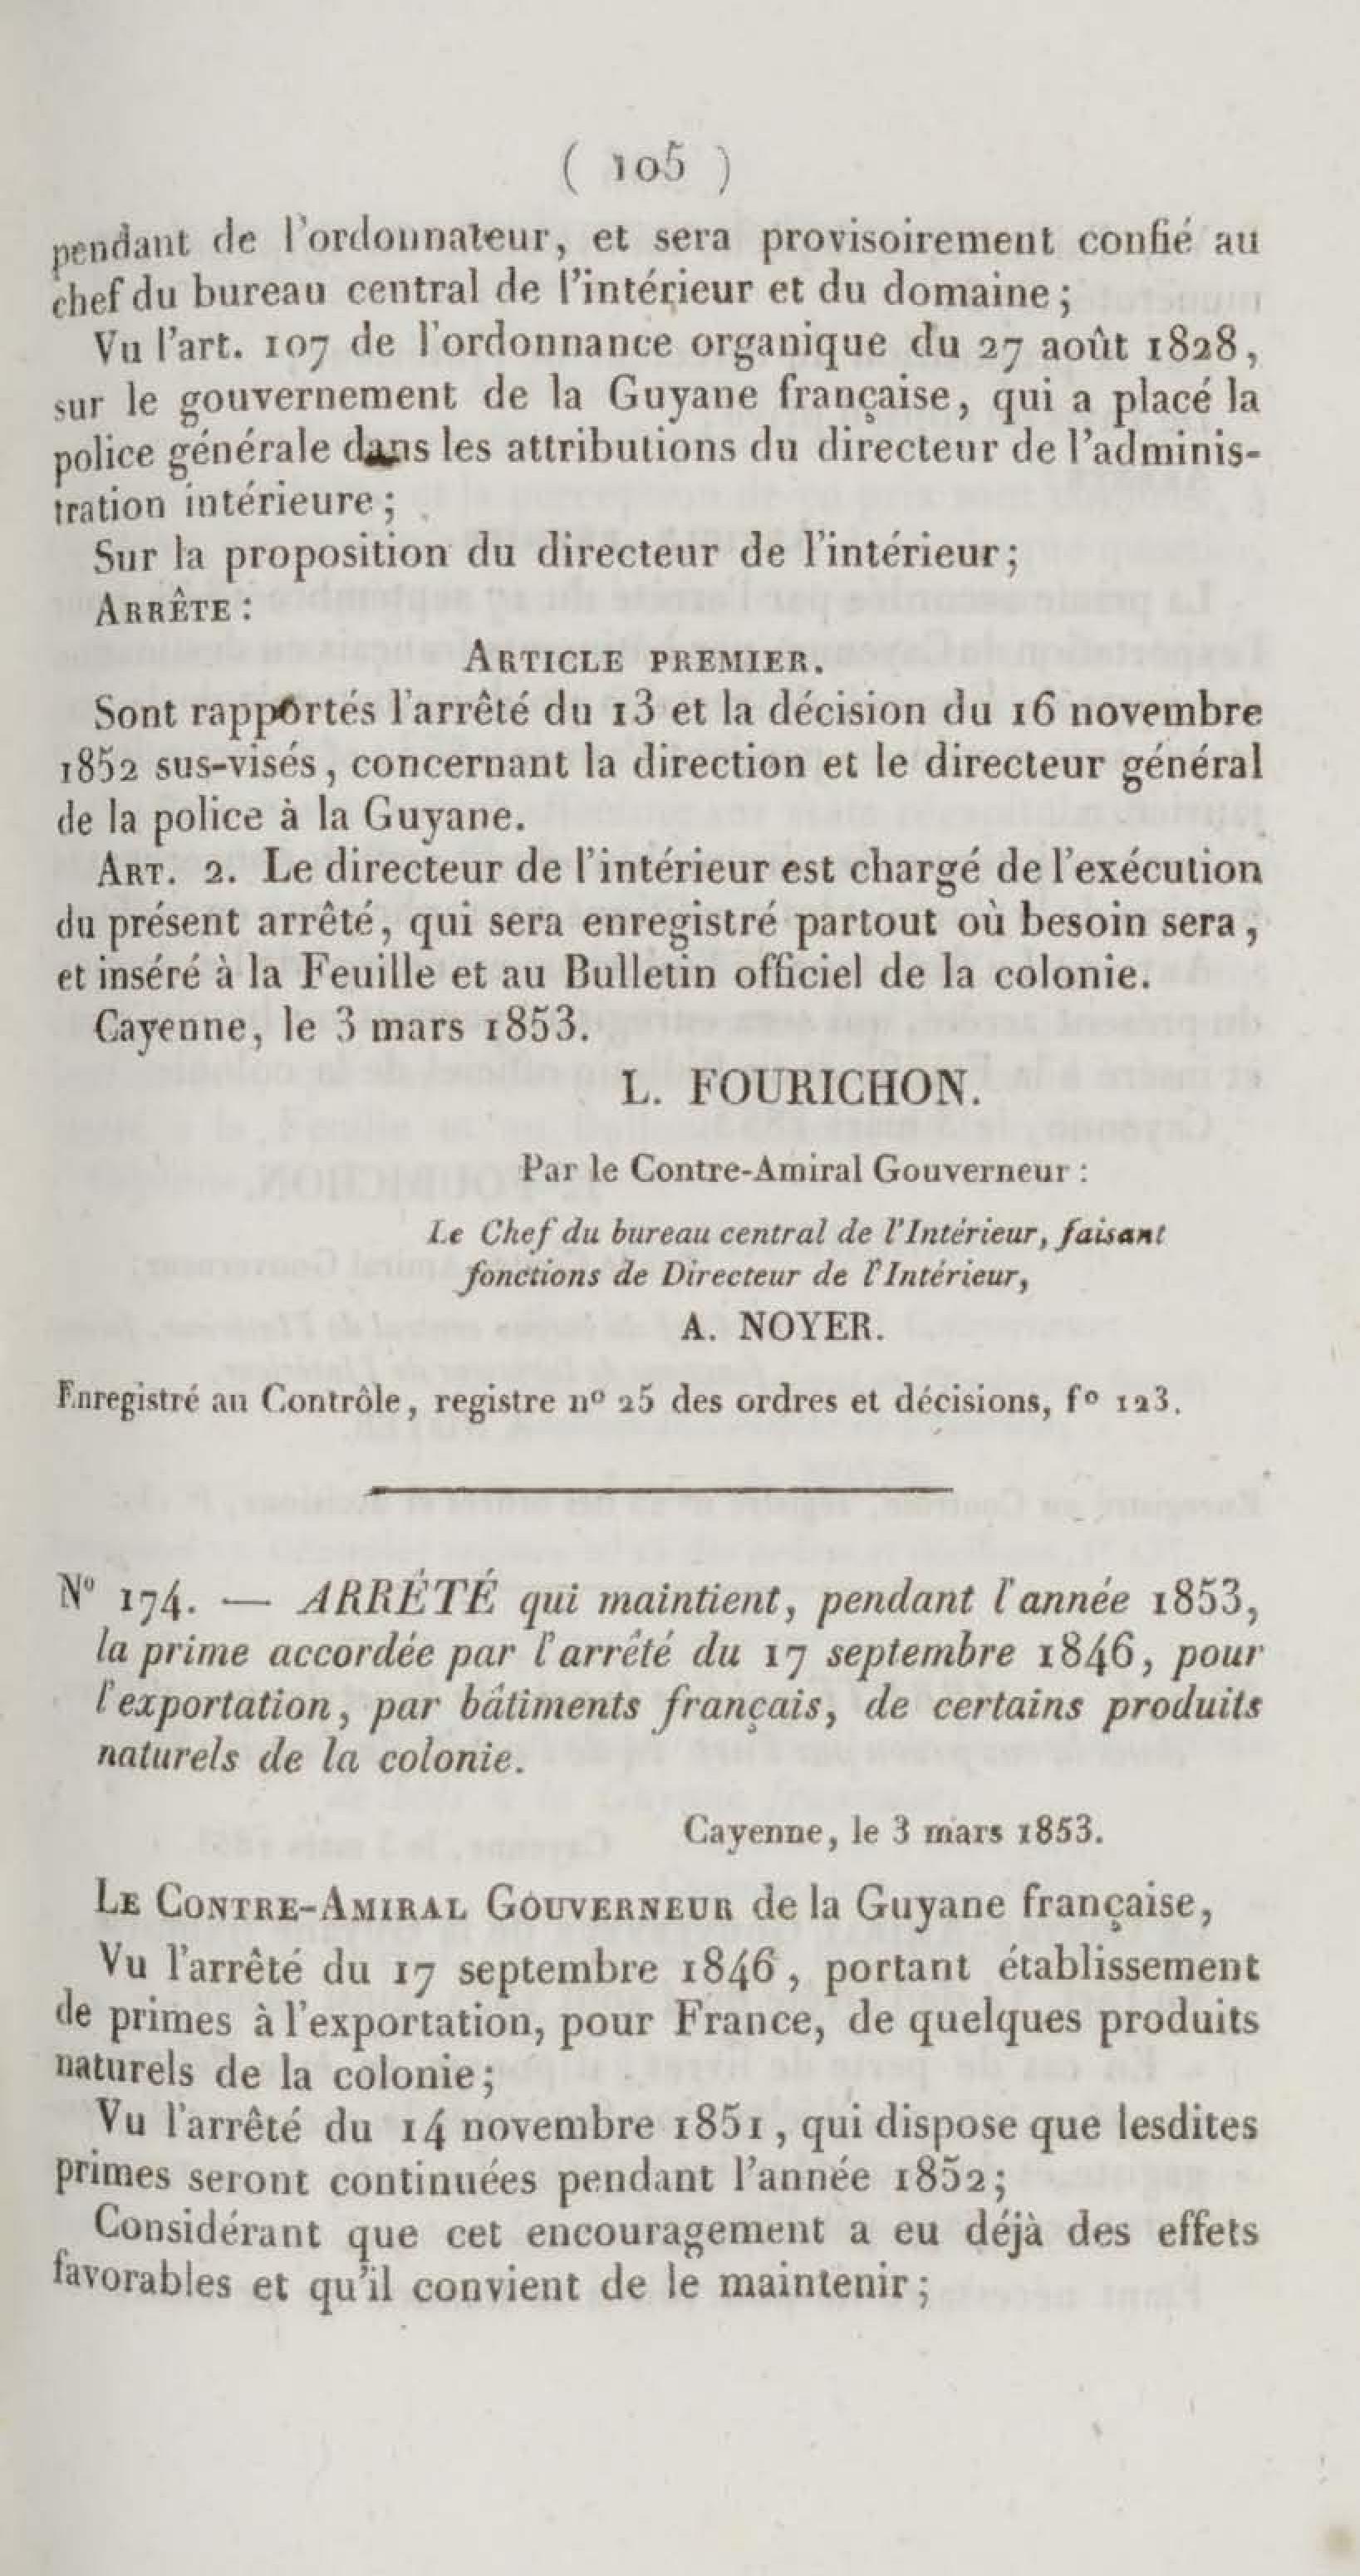 ( 105 )
pendant de l'ordonnateur, et sera provisoirement confié au
chef du bureau central de l'intérieur et du domaine;
Vu l'art. 107 de l'ordonnance organique du 27 août 1828,
sur le gouvernement de la Guyane française, qui a placé la
police générale dans les attributions du directeur de l'adminis-
tration intérieure;
Sur la proposition du directeur de l'intérieur;
ARRÊTE :
ARTICLE PREMIER.
Sont rapportés l'arrêté du 13 et la décision du 16 novembre
1852 sus-visés, concernant la direction et le directeur général
de la police à la Guyane.
ART. 2. Le directeur de l'intérieur est chargé de l'exécution
du présent arrêté, qui sera enregistré partout où besoin sera,
et inséré à la Feuille et au Bulletin officiel de la colonie.
Cayenne, le 3 mars 1853.
L. FOURICHON.
Par le Contre-Amiral Gouverneur :
Le Chef du bureau central de l'Intérieur, faisant
fonctions de Directeur de l'Intérieur,
A. NOYER.
Enregistré au Contrôle, registre nº 25 des ordres et décisions, fº 123.
Nº 174. — ARRÊTÉ qui maintient, pendant l'année 1853,
la prime accordée par l'arrêté du 17 septembre 1846, pour
l'exportation, par bâtiments français, de certains produits
naturels de la colonie.
Cayenne, le 3 mars 1853.
LE CONTRE-AMIRAL GOUVERNEUR de la Guyane française,
Vu l'arrêté du 17 septembre 1846, portant établissement
de primes à l'exportation, pour France, de quelques produits
naturels de la colonie;
Vu l'arrêté du 14 novembre 1851, qui dispose que lesdites
primes seront continuées pendant l'année 1852;
Considérant que cet encouragement a eu déjà des effets
favorables et qu'il convient de le maintenir;